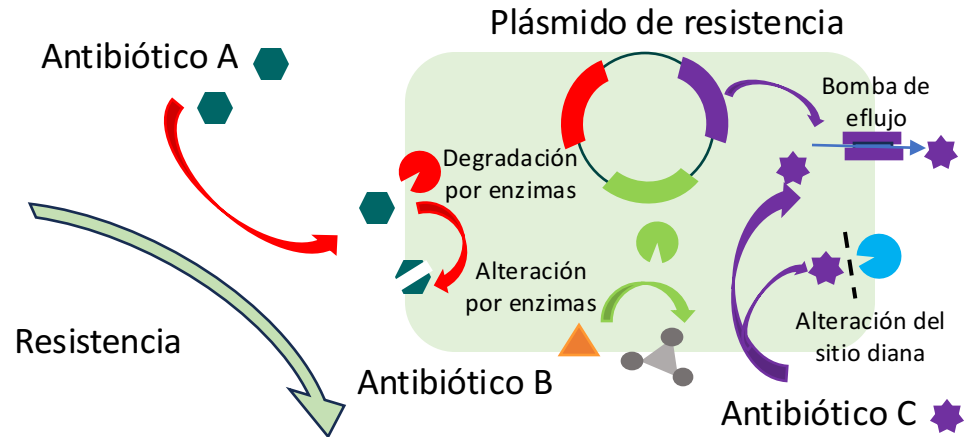 Plásmido de resistencia
Antibiótico A
Bomba de
eflujo
Degradación
por enzimas
Alteración
por enzimas
Resistencia
Alteración del
sitio diana
Antibiótico B
Antibiótico C